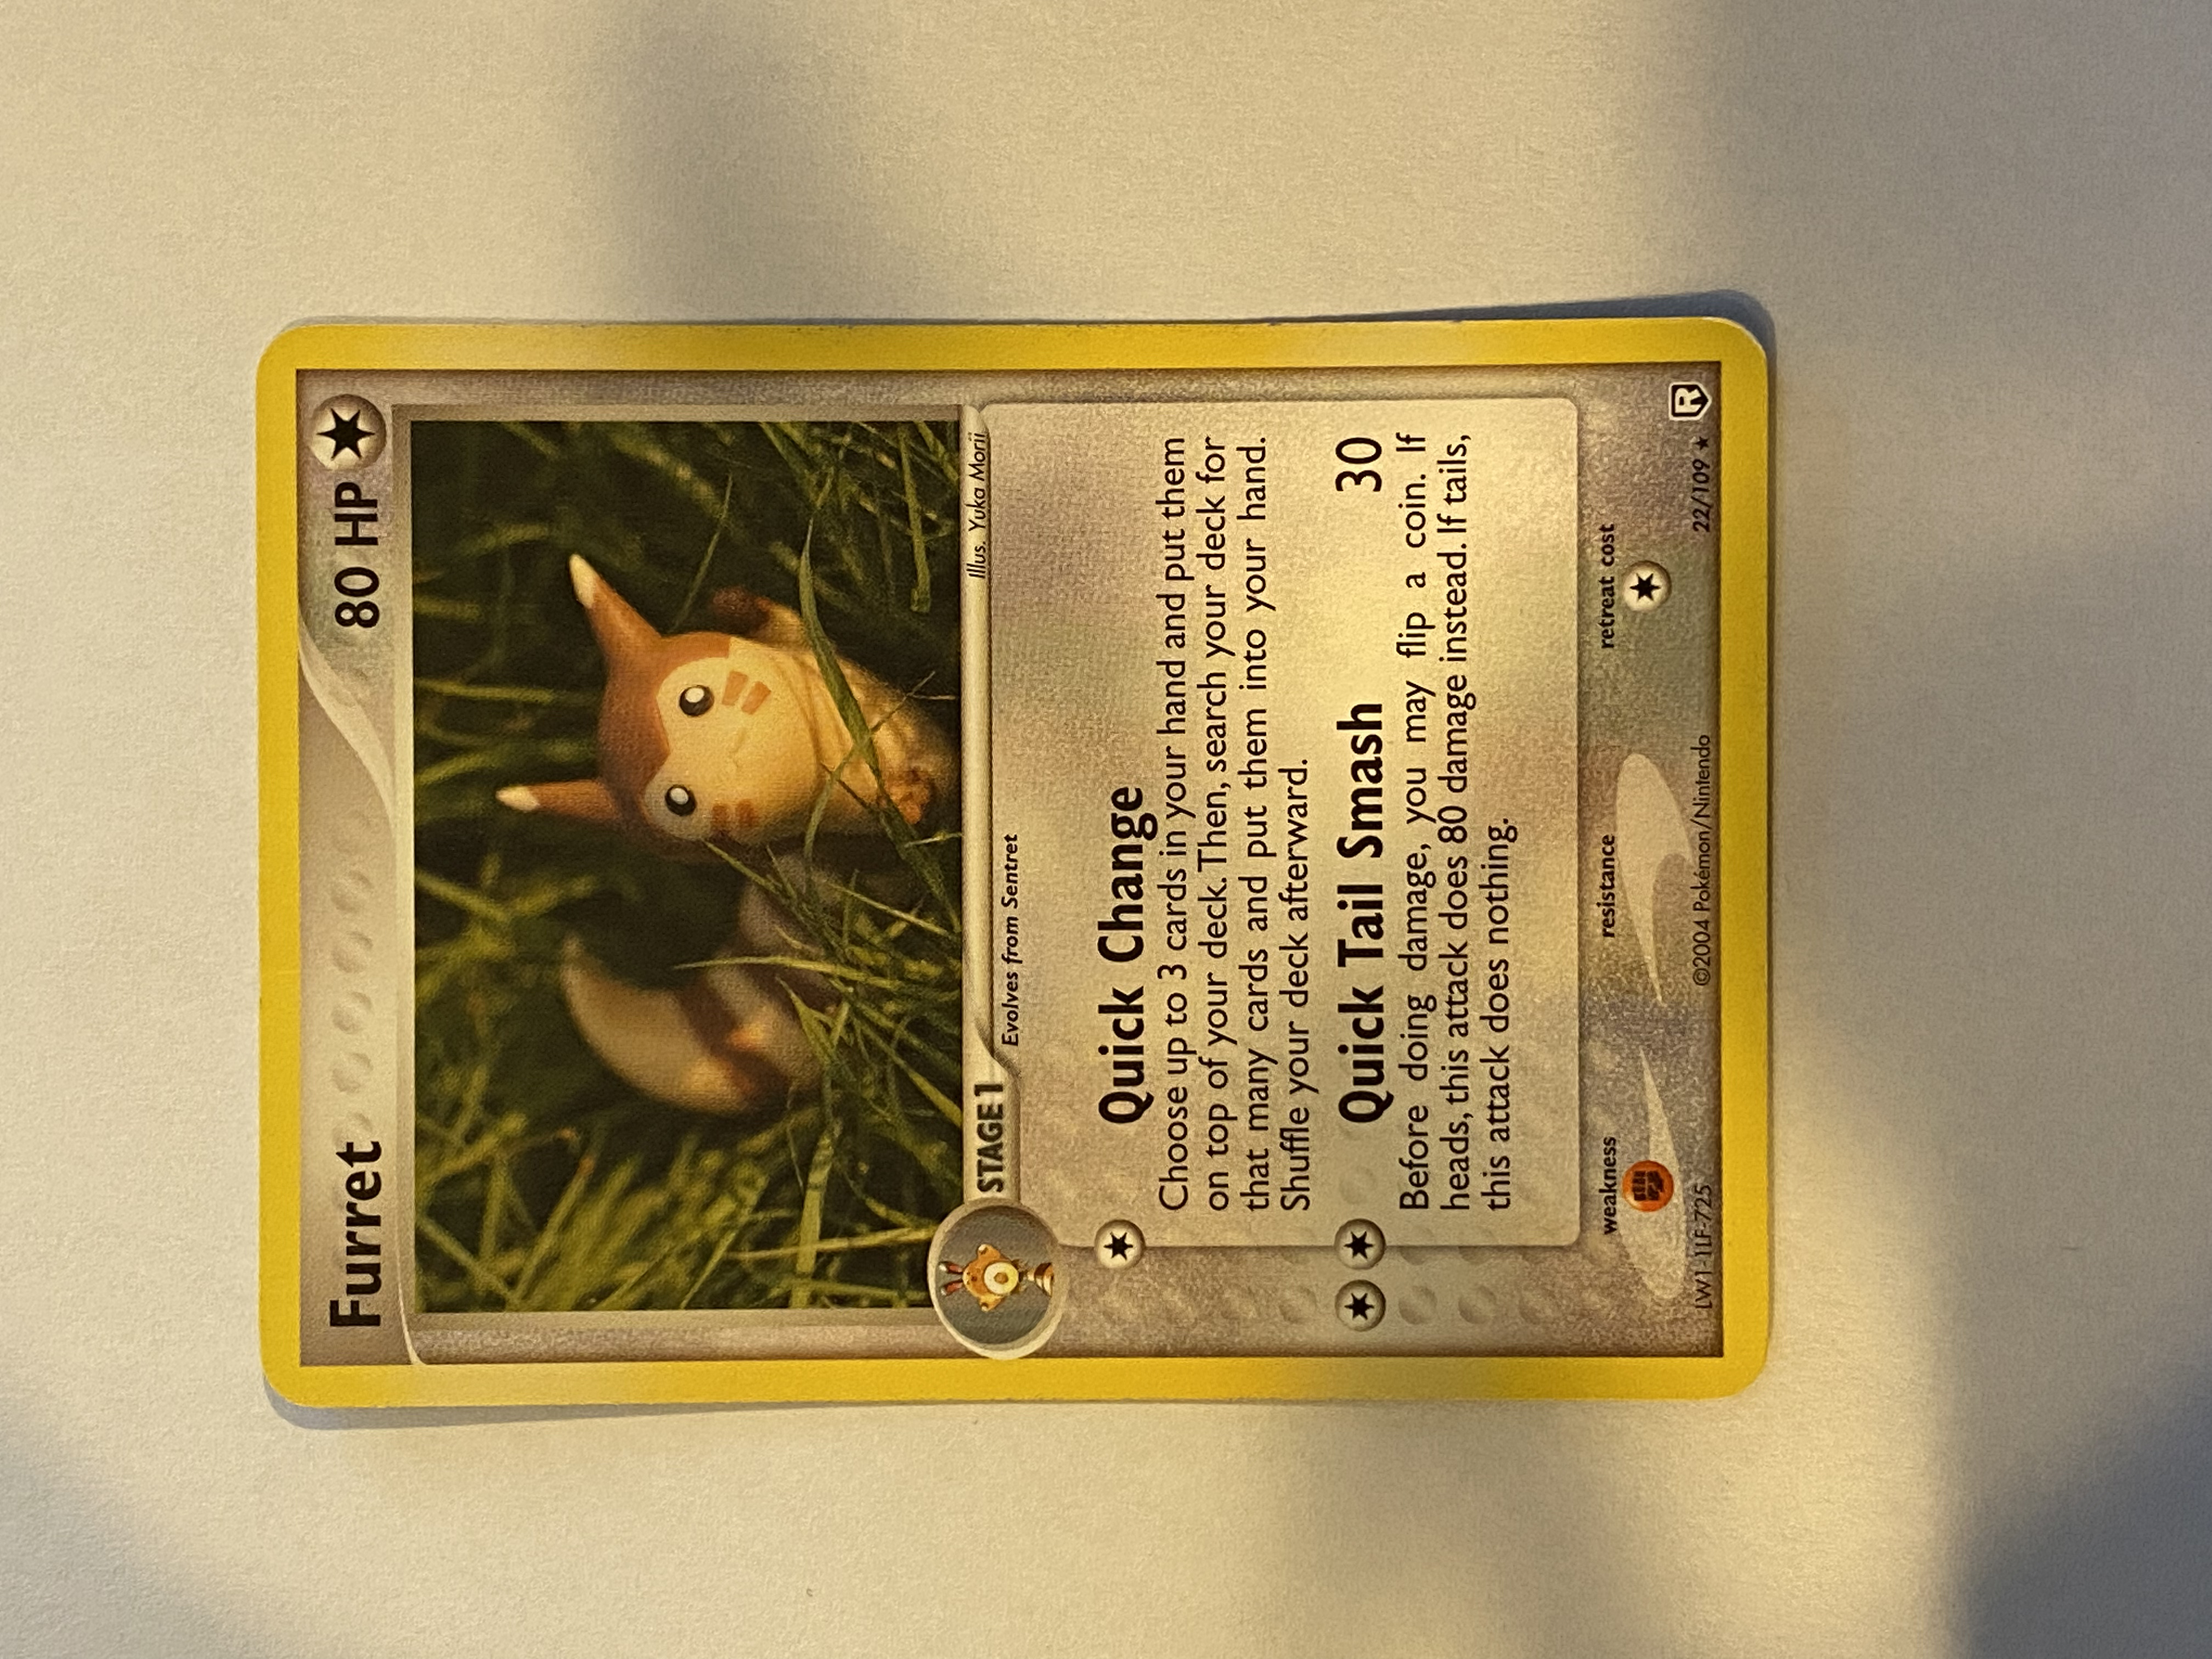 Furret
80 HP
STAGE 1
Illus. Yuka Morii
Evolves from Sentret
Quick Change
Choose up to 3 cards in your hand and put them
on top of your deck. Then, search your deck for
that many cards and put them into your hand.
Shuffle your deck afterward.
Quick Tail Smash 30
Before doing damage, you may flip a coin. If
heads, this attack does 80 damage instead. If tails,
this attack does nothing.
weakness resistance retreat cost
LW1-1LF-725 ©2004 Pokémon/Nintendo 22/109 ★ R